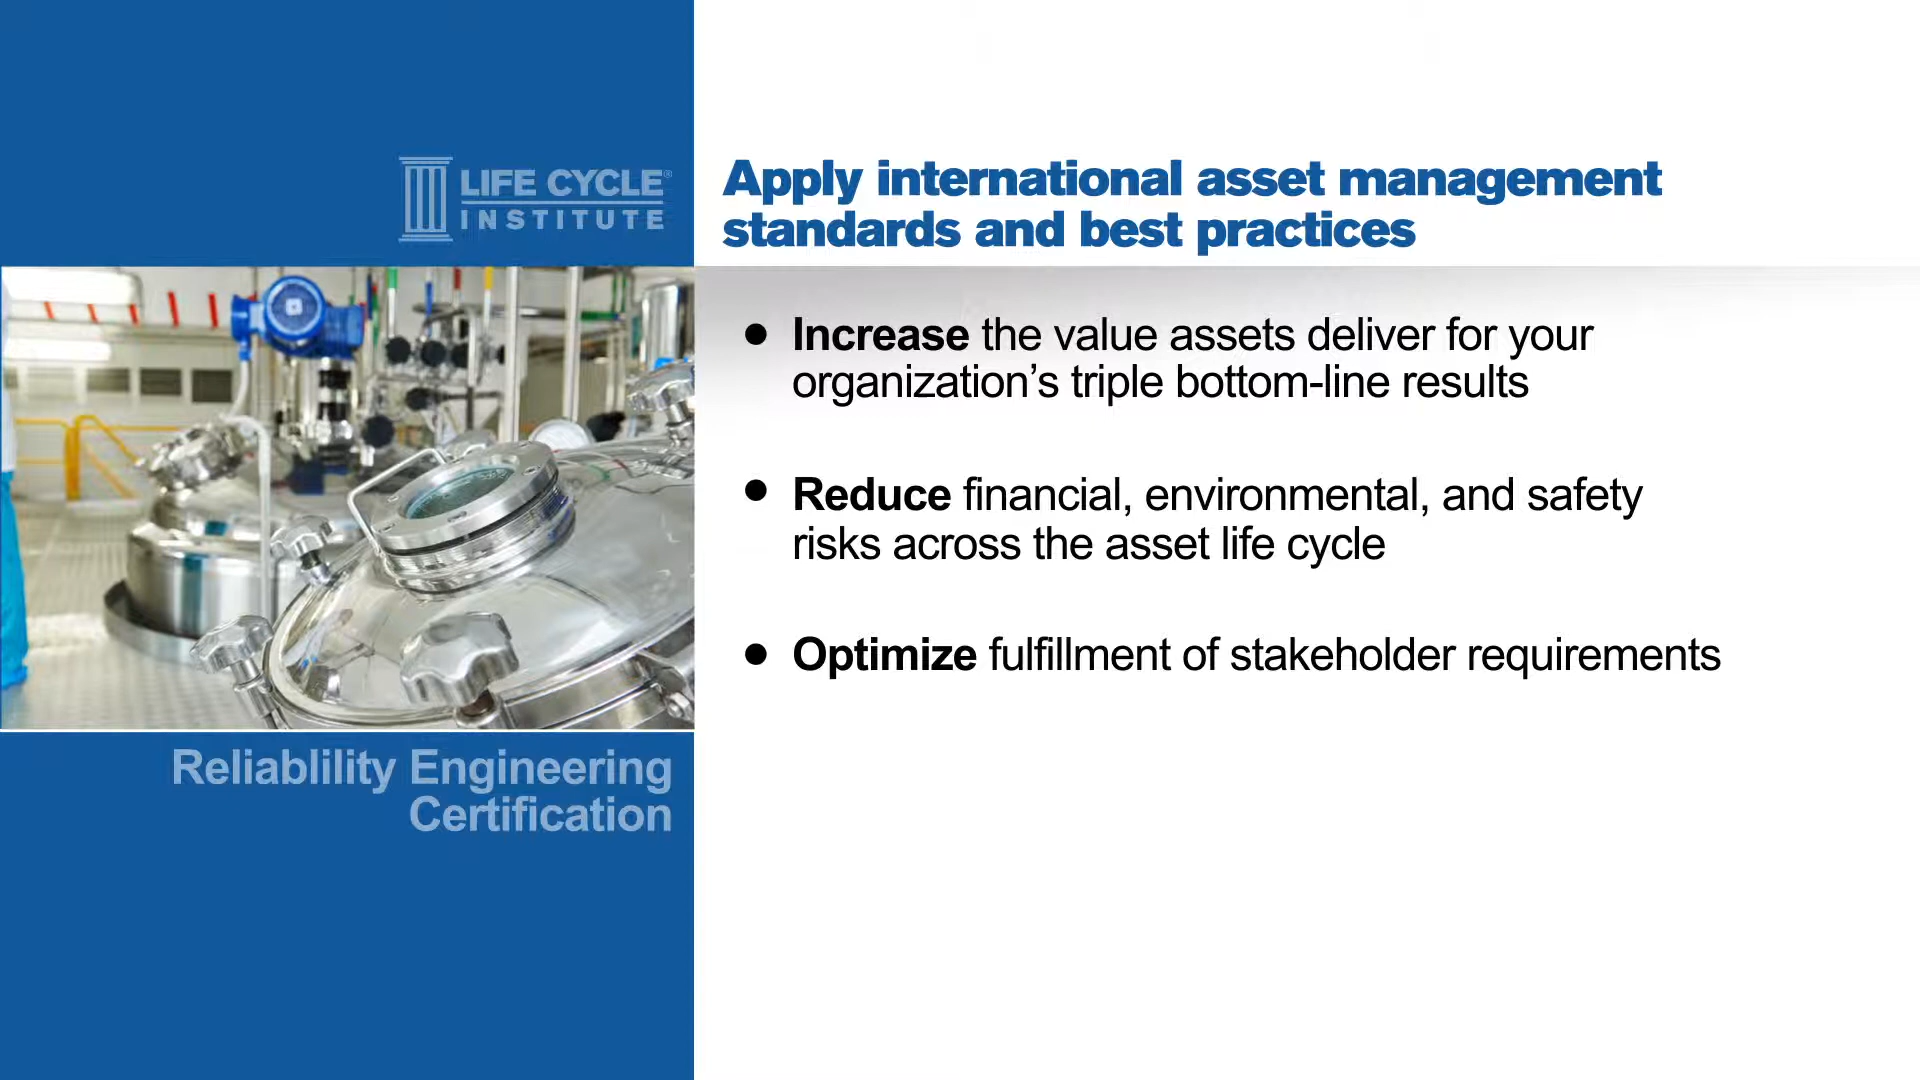 LIFE CYCLE®
INSTITUTE
Apply international asset management
standards and best practices
• Increase the value assets deliver for your
organization’s triple bottom-line results
• Reduce financial, environmental, and safety
risks across the asset life cycle
• Optimize fulfillment of stakeholder requirements
Reliablility Engineering
Certification